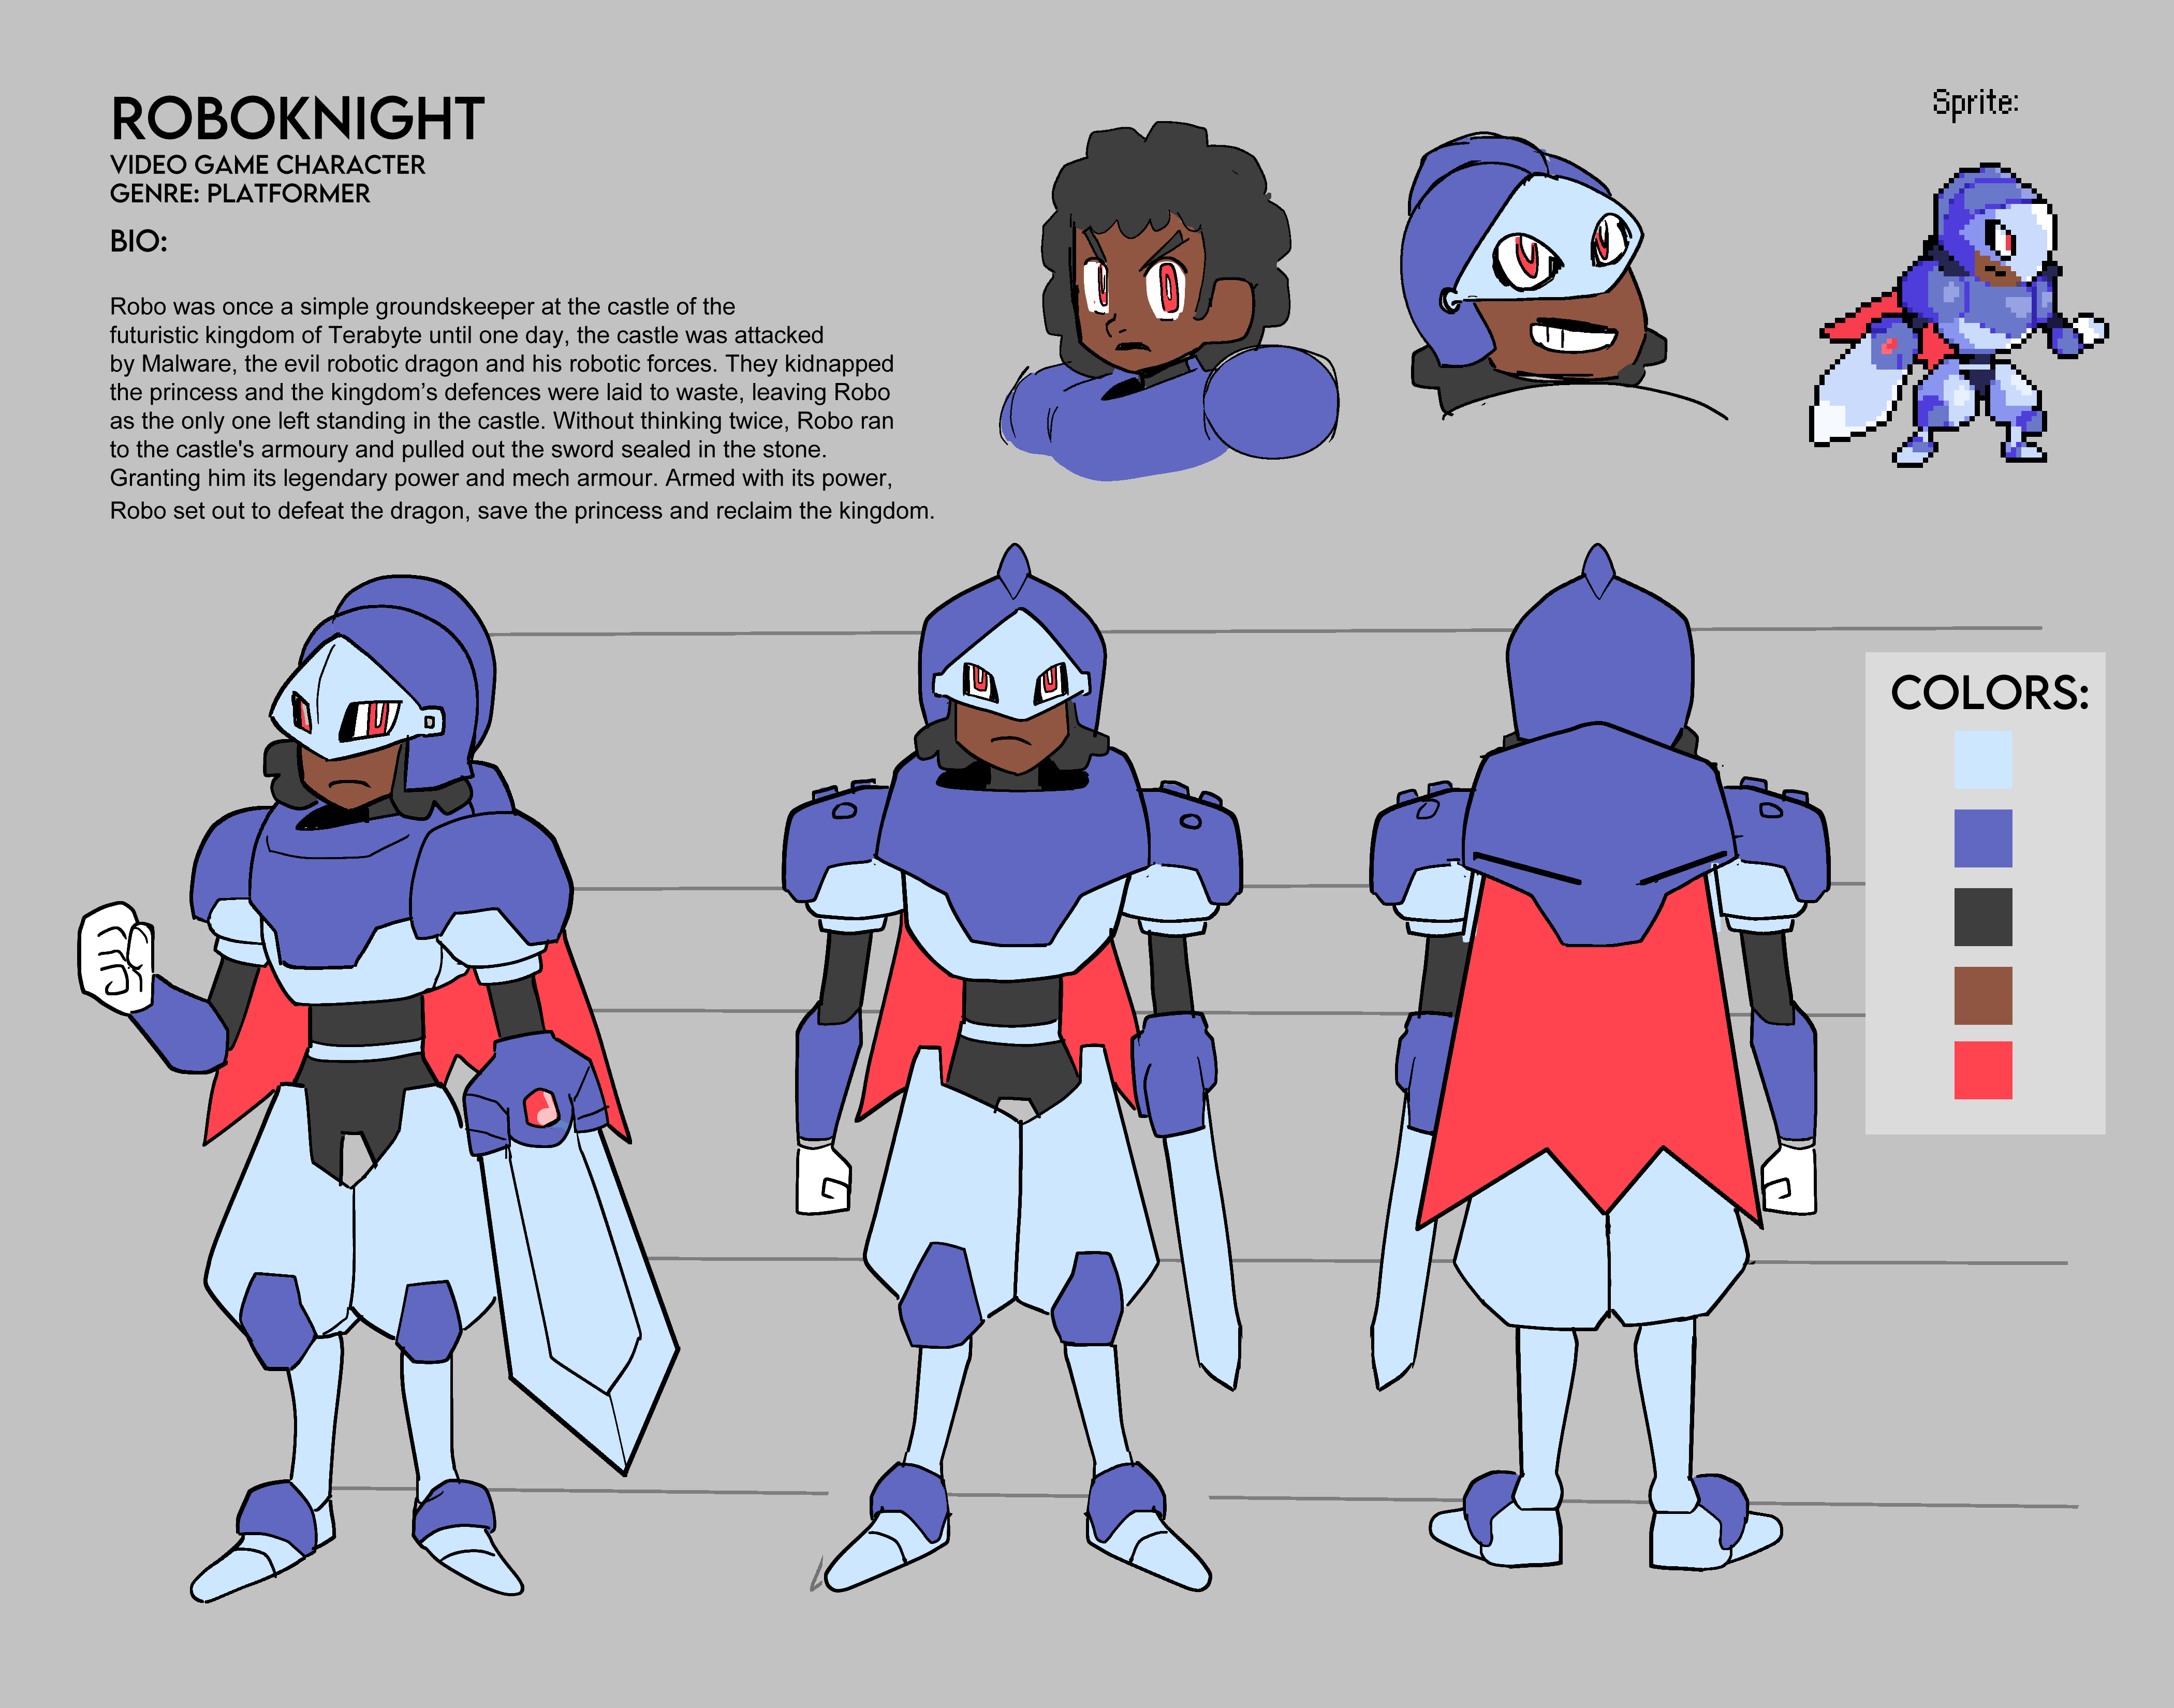 ROBOKNIGHT
VIDEO GAME CHARACTER
GENRE: PLATFORMER
BIO:
Robo was once a simple groundskeeper at the castle of the
futuristic kingdom of Terabyte until one day, the castle was attacked
by Malware, the evil robotic dragon and his robotic forces. They kidnapped
the princess and the kingdom’s defences were laid to waste, leaving Robo
as the only one left standing in the castle. Without thinking twice, Robo ran
to the castle's armoury and pulled out the sword sealed in the stone.
Granting him its legendary power and mech armour. Armed with its power,
Robo set out to defeat the dragon, save the princess and reclaim the kingdom.
Sprite:
COLORS: